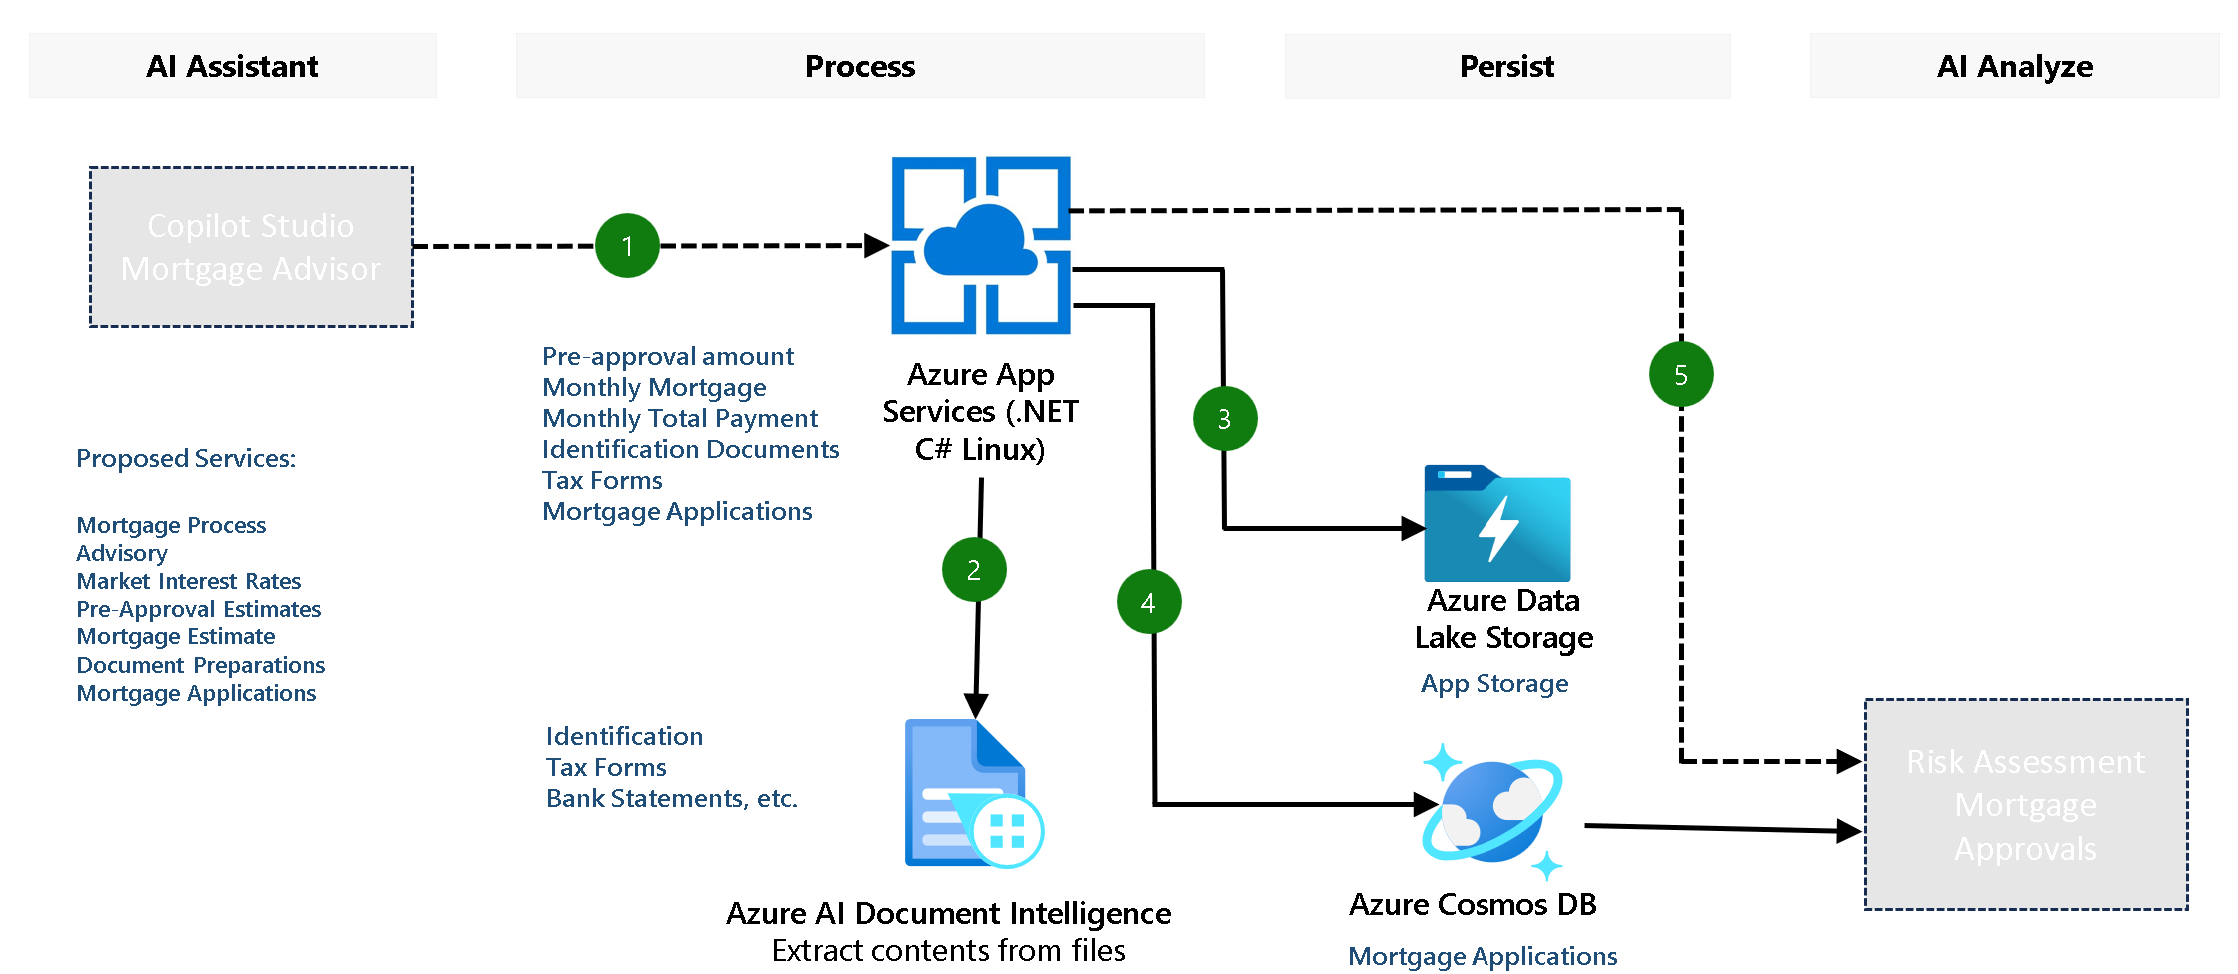 AI Assistant
Process
Persist
AI Analyze
Copilot Studio
Mortgage Advisor
1
Proposed Services:
Mortgage Process
Advisory
Market Interest Rates
Pre-Approval Estimates
Mortgage Estimate
Document Preparations
Mortgage Applications
Pre-approval amount
Monthly Mortgage
Monthly Total Payment
Identification Documents
Tax Forms
Mortgage Applications
Azure App
Services (.NET
C# Linux)
2
Identification
Tax Forms
Bank Statements, etc.
Azure AI Document Intelligence
Extract contents from files
3
4
Azure Data
Lake Storage
App Storage
Azure Cosmos DB
Mortgage Applications
5
Risk Assessment
Mortgage
Approvals